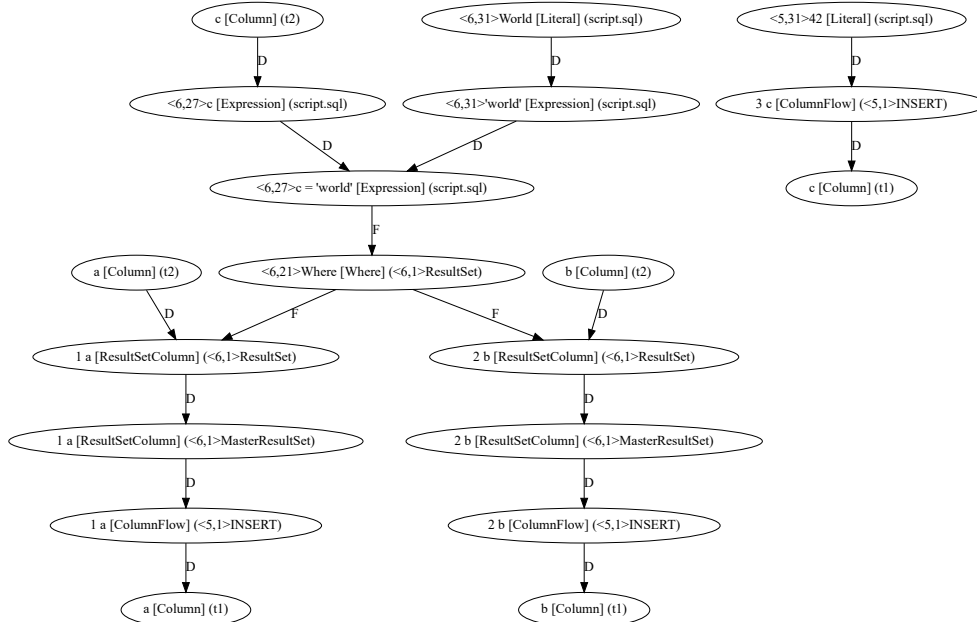 c [Column] (t2)
<6,31>World [Literal] (script.sql)
<5,31>42 [Literal] (script.sql)
D
D
D
<6,27>c [Expression] (script.sql)
<6,31>'world' [Expression] (script.sql)
3 c [ColumnFlow] (<5,1>INSERT)
D
D
D
<6,27>c = 'world' [Expression] (script.sql)
c [Column] (t1)
F
a [Column] (t2)
<6,21>Where [Where] (<6,1>ResultSet)
b [Column] (t2)
D
F
F
D
1 a [ResultSetColumn] (<6,1>ResultSet)
2 b [ResultSetColumn] (<6,1>ResultSet)
D
D
1 a [ResultSetColumn] (<6,1>MasterResultSet)
2 b [ResultSetColumn] (<6,1>MasterResultSet)
D
D
1 a [ColumnFlow] (<5,1>INSERT)
2 b [ColumnFlow] (<5,1>INSERT)
D
D
a [Column] (t1)
b [Column] (t1)